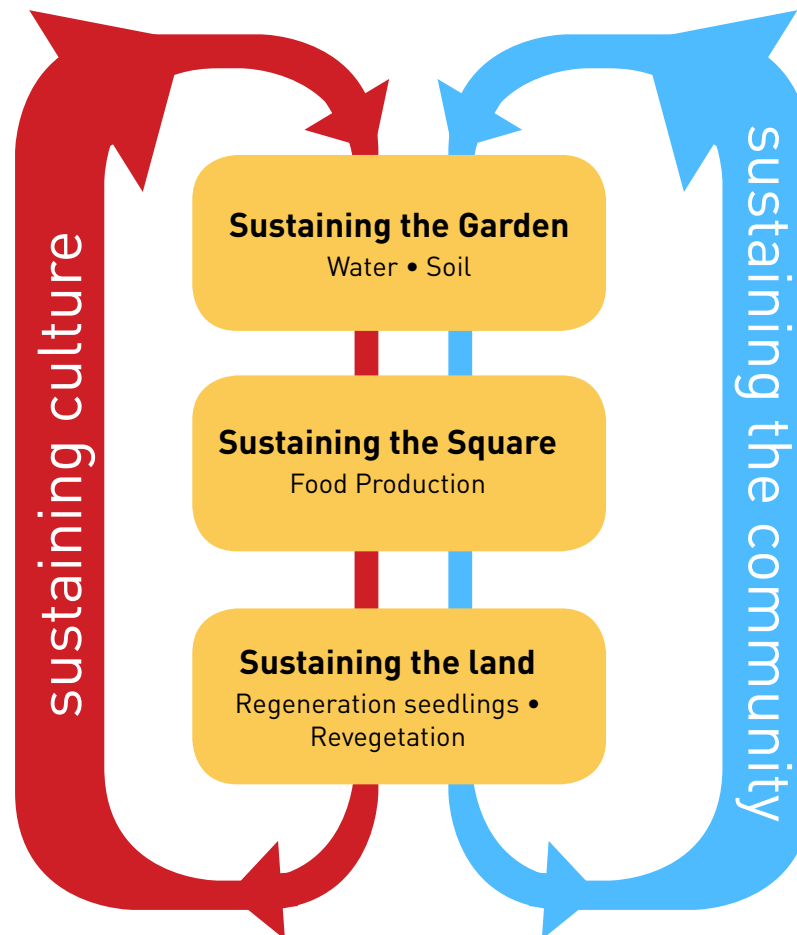 sustaining culture
Sustaining the Garden
Water • Soil
Sustaining the Square
Food Production
Sustaining the land
Regeneration seedlings •
Revegetation
sustaining the community